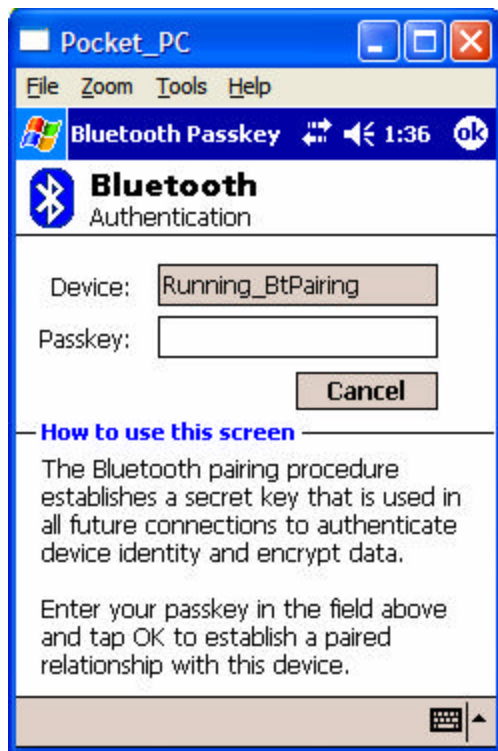 Pocket_PC
File Zoom Tools Help
Bluetooth Passkey 1:36 ok
Bluetooth
Authentication
Device: Running_BtPairing
Passkey:
Cancel
How to use this screen
The Bluetooth pairing procedure
establishes a secret key that is used in
all future connections to authenticate
device identity and encrypt data.
Enter your passkey in the field above
and tap OK to establish a paired
relationship with this device.